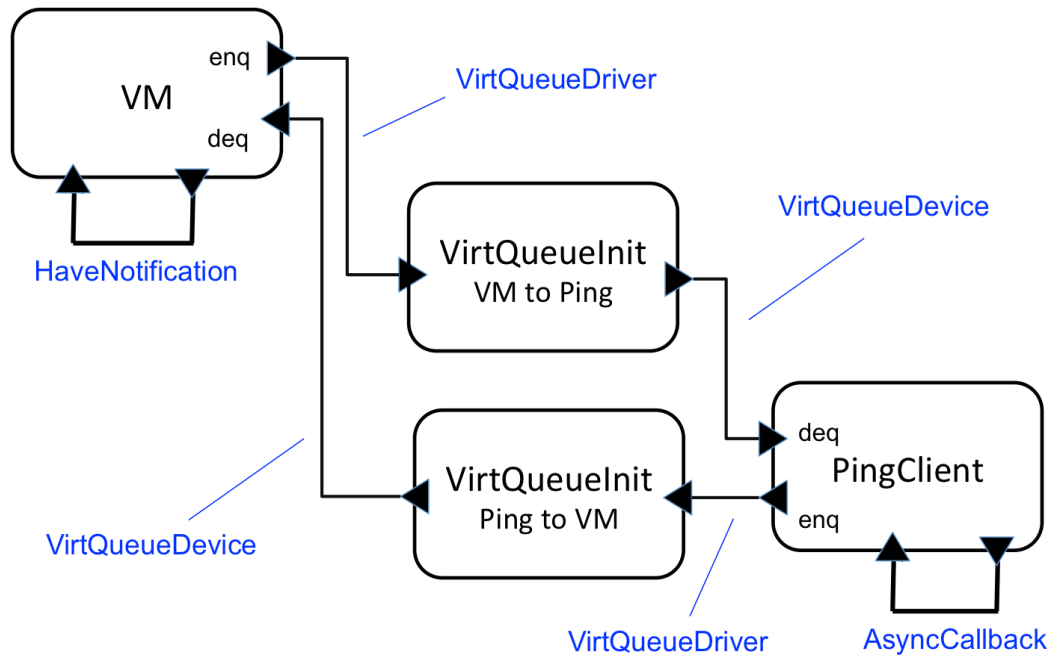 enq
VirtQueueDriver
VM
deq
VirtQueueDevice
VirtQueueInit
VM to Ping
HaveNotification
deq
PingClient
VirtQueueInit
Ping to VM
enq
VirtQueueDevice
VirtQueueDriver
AsyncCallback